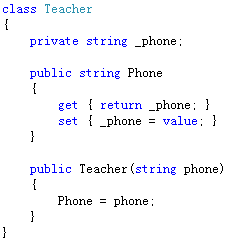 class Teacher
{
    private string _phone;

    public string Phone
    {
        get { return _phone; }
        set { _phone = value; }
    }

    public Teacher(string phone)
    {
        Phone = phone;
    }
}